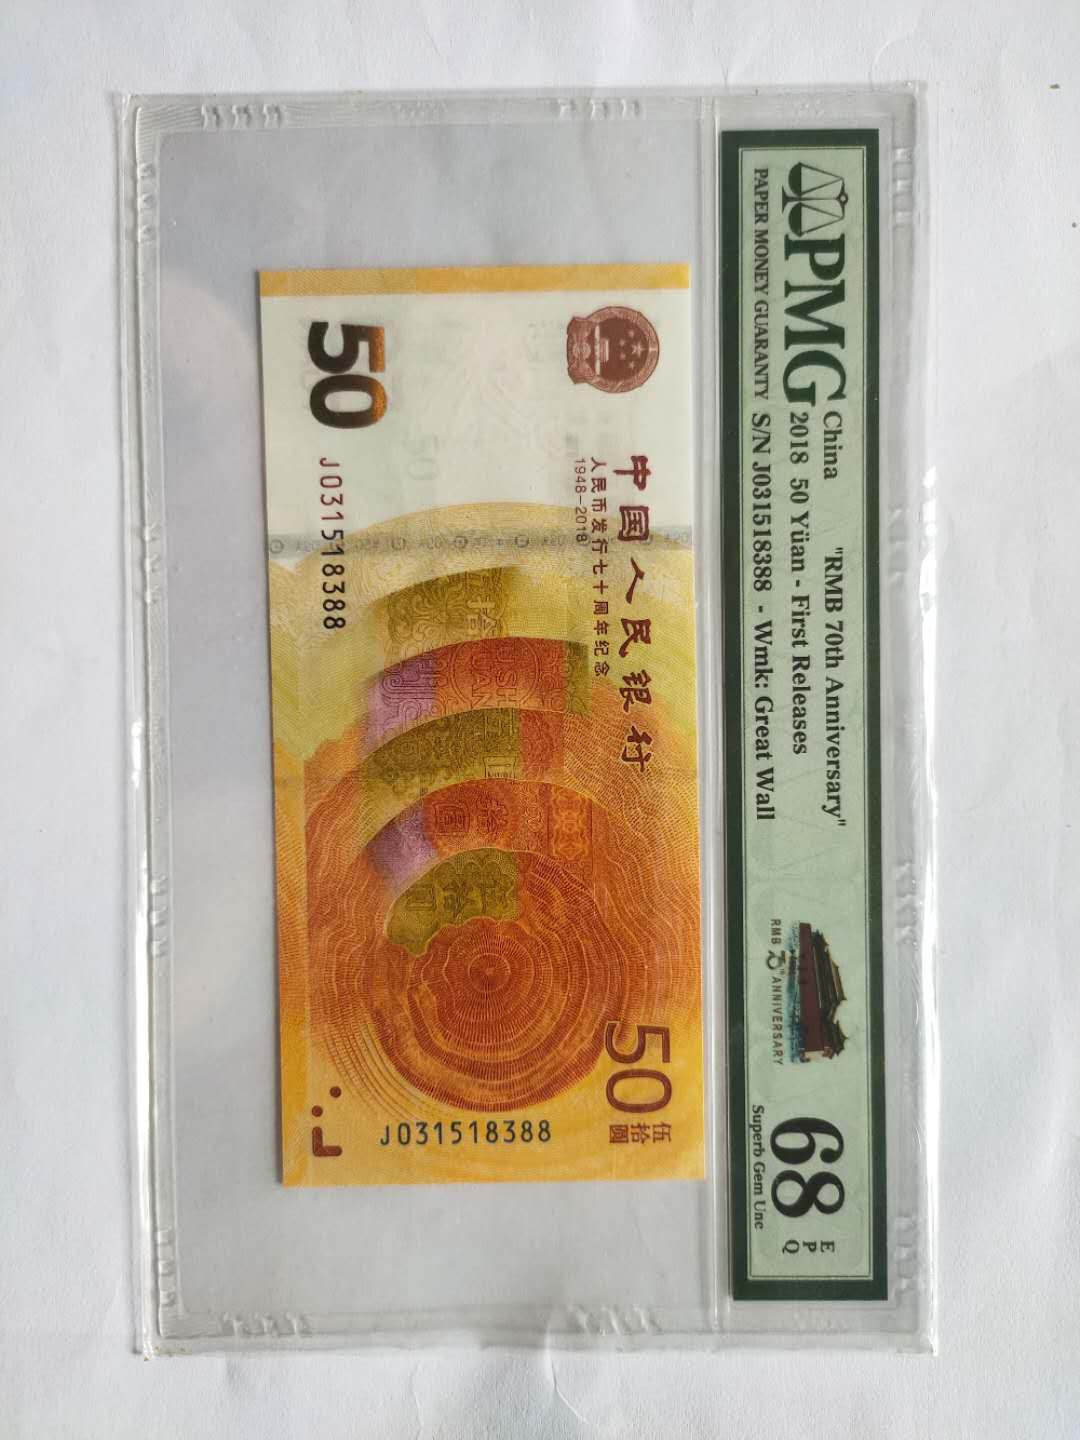 PMG
PAPER MONEY GUARANTY
China "RMB 70th Anniversary"
2018 50 Yüan - First Releases
S/N J031518388 - Wmk: Great Wall
RMB 70th ANNIVERSARY
68
EPQ
Superb Gem Unc
中国人民银行
人民币发行七十周年纪念
1948-2018
50
伍拾圆
50
J031518388
J031518388